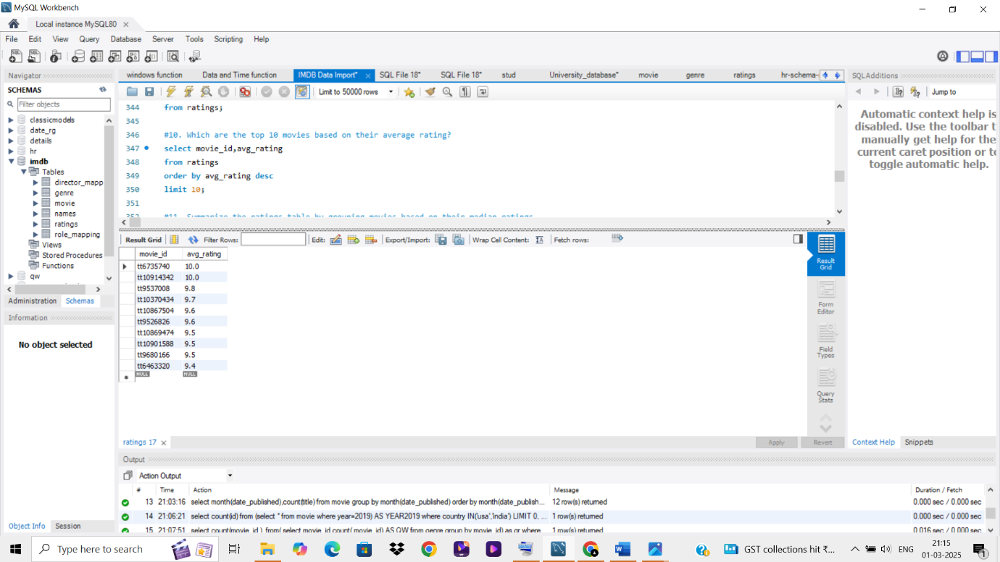 MySQL Workbench
Local instance MySQL80
File Edit View Query Database Server Tools Scripting Help
Navigator
SCHEMAS
Filter objects
classicmodels
date_rg
details
hr
imdb
Tables
director_mapp
genre
movie
names
ratings
role_mapping
Views
Stored Procedures
Functions
qw
Administration Schemas
Information
No object selected
Object Info Session
windows function Data and Time function IMDB Data Import* SQL File 18* SQL File 18* stud University_database* movie genre ratings hr-schema-
Limit to 50000 rows
344 from ratings;
345
346 #10. Which are the top 10 movies based on their average rating?
347 select movie_id,avg_rating
348 from ratings
349 order by avg_rating desc
350 limit 10;
351
352 #11. Summarize the ratings table by grouping movies based on their median ratings
Result Grid Filter Rows: Edit: Export/Import: Wrap Cell Content: Fetch rows:
movie_id avg_rating
tt6735740 10.0
tt10914342 10.0
tt9537008 9.8
tt10370434 9.7
tt10867504 9.6
tt9526826 9.6
tt10869474 9.5
tt10901588 9.5
tt9680166 9.5
tt6463320 9.4
NULL NULL
Result Grid
Form Editor
Field Types
Query Stats
ratings 17
Apply Revert
SQLAdditions
Jump to
Automatic context help is
disabled. Use the toolbar t
manually get help for the
current caret position or to
toggle automatic help.
Context Help Snippets
Output
Action Output
# Time Action Message Duration / Fetch
13 21:03:16 select month(date_published),count(title) from movie group by month(date_published) order by month(date_publish... 12 row(s) returned 0.000 sec / 0.000 sec
14 21:06:21 select count(id) from (select * from movie where year=2019) AS YEAR2019 where country IN('usa','india') LIMIT 0, ... 1 row(s) returned 0.000 sec / 0.000 sec
15 21:07:51 select count(movie_id ) from( select movie_id count( movie_id) AS QW from genre group by movie_id) as qr where 1 row(s) returned 0.016 sec / 0.000 sec
Type here to search
GST collections hit ₹...
ENG
21:15
01-03-2025
1